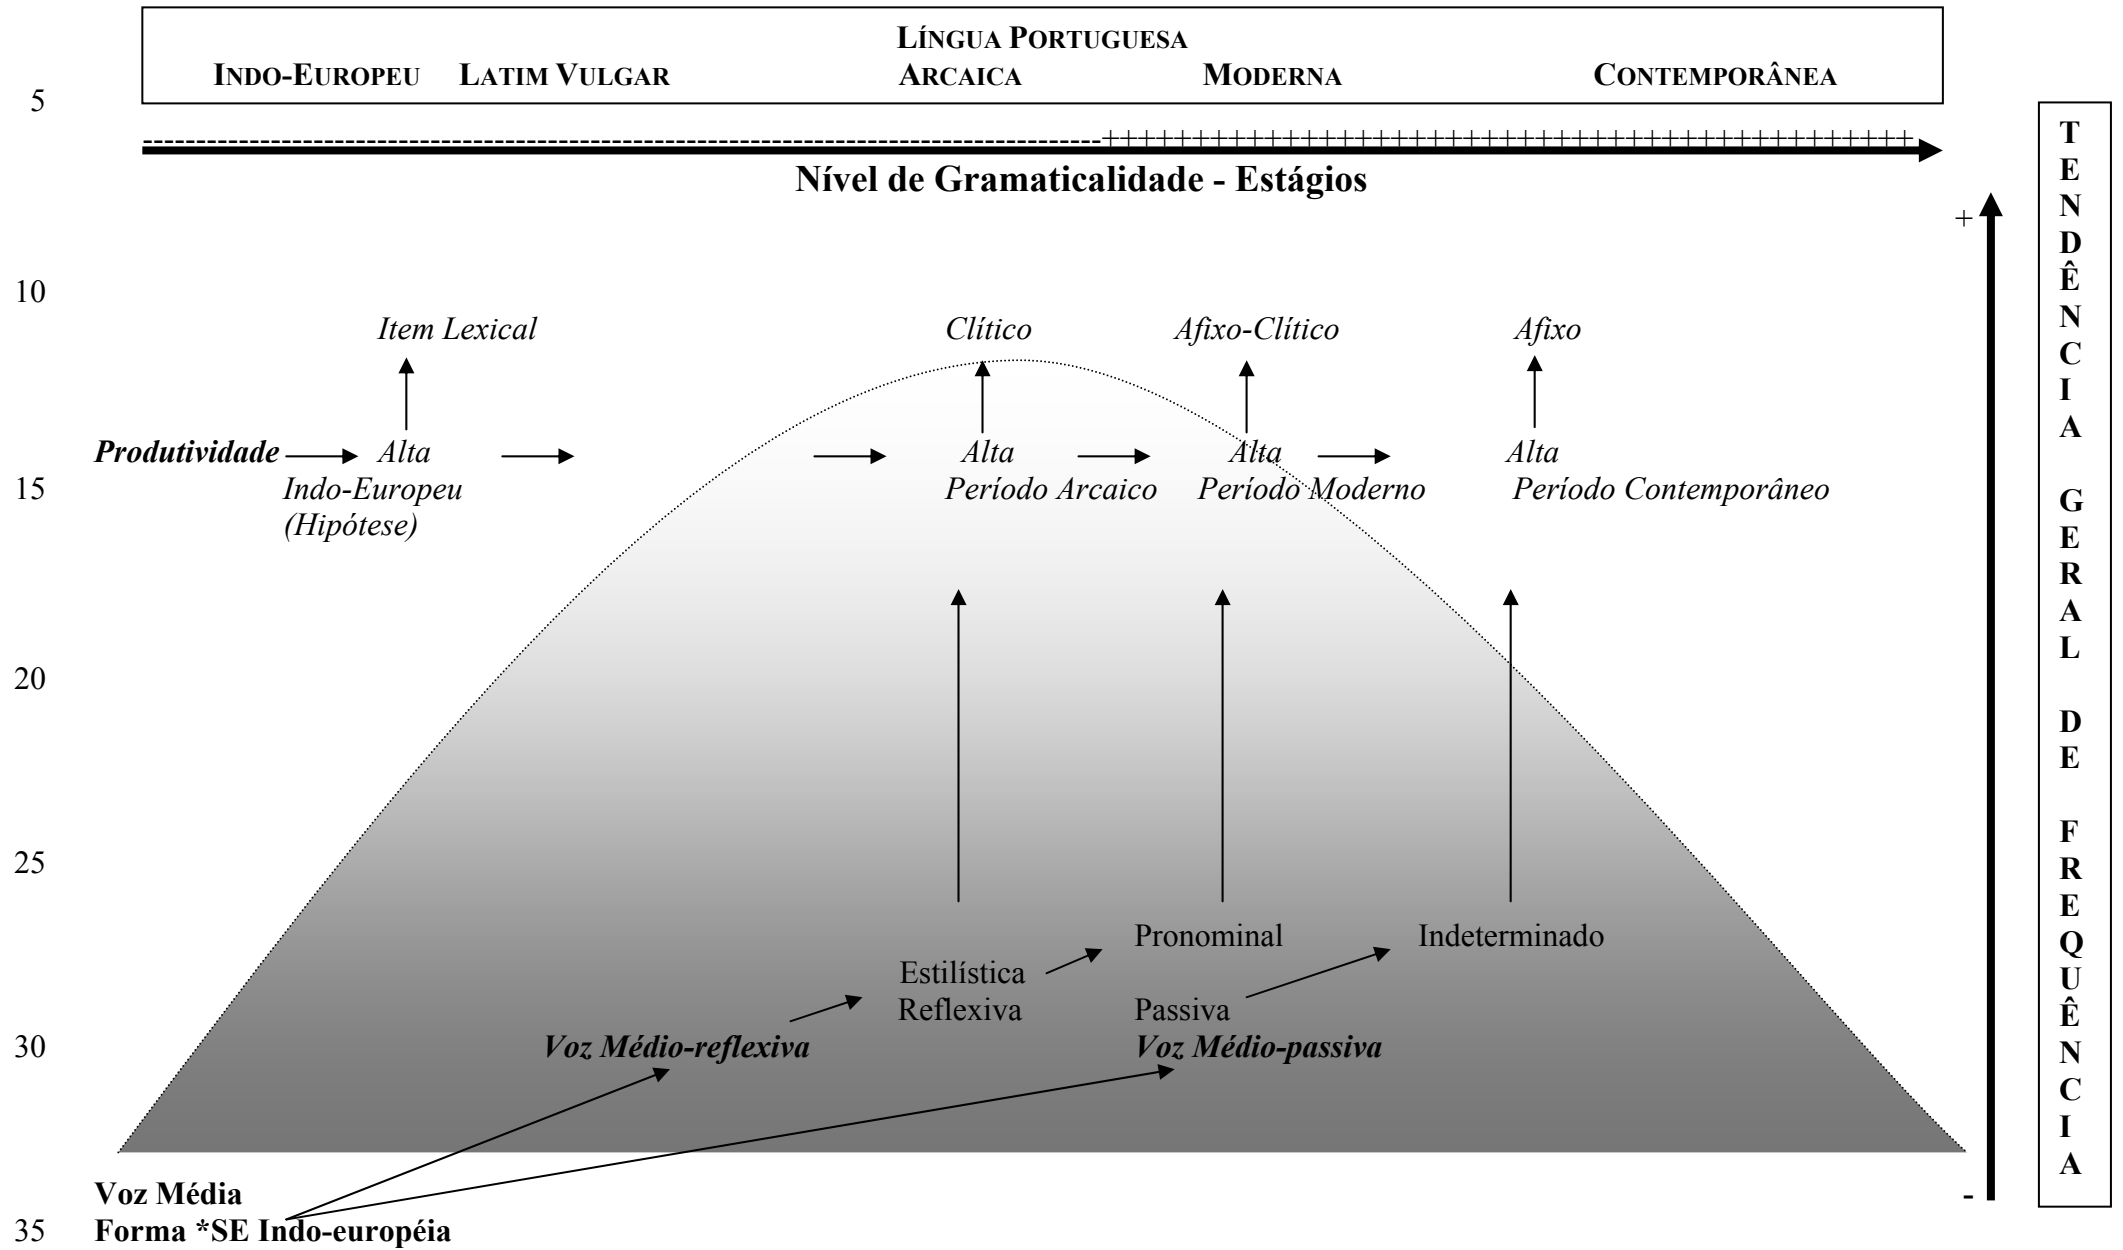 LÍNGUA PORTUGUESA
INDO-EUROPEU LATIM VULGAR ARCAICA MODERNA CONTEMPORÂNEA
5
-------------------------------------------------------+++++++++++++++++++++++++++++++++++++++++++++
Nível de Gramaticalidade - Estágios
+
10
Item Lexical Clítico Afixo-Clítico Afixo
Produtividade Alta Alta Alta Alta
15 Indo-Europeu Período Arcaico Período Moderno Período Contemporâneo
(Hipótese)
20
25
Pronominal Indeterminado
Estilística
Reflexiva Passiva
30 Voz Médio-reflexiva Voz Médio-passiva
Voz Média
-
35 Forma *SE Indo-européia
TENDÊNCIA GERAL DE FREQUÊNCIA